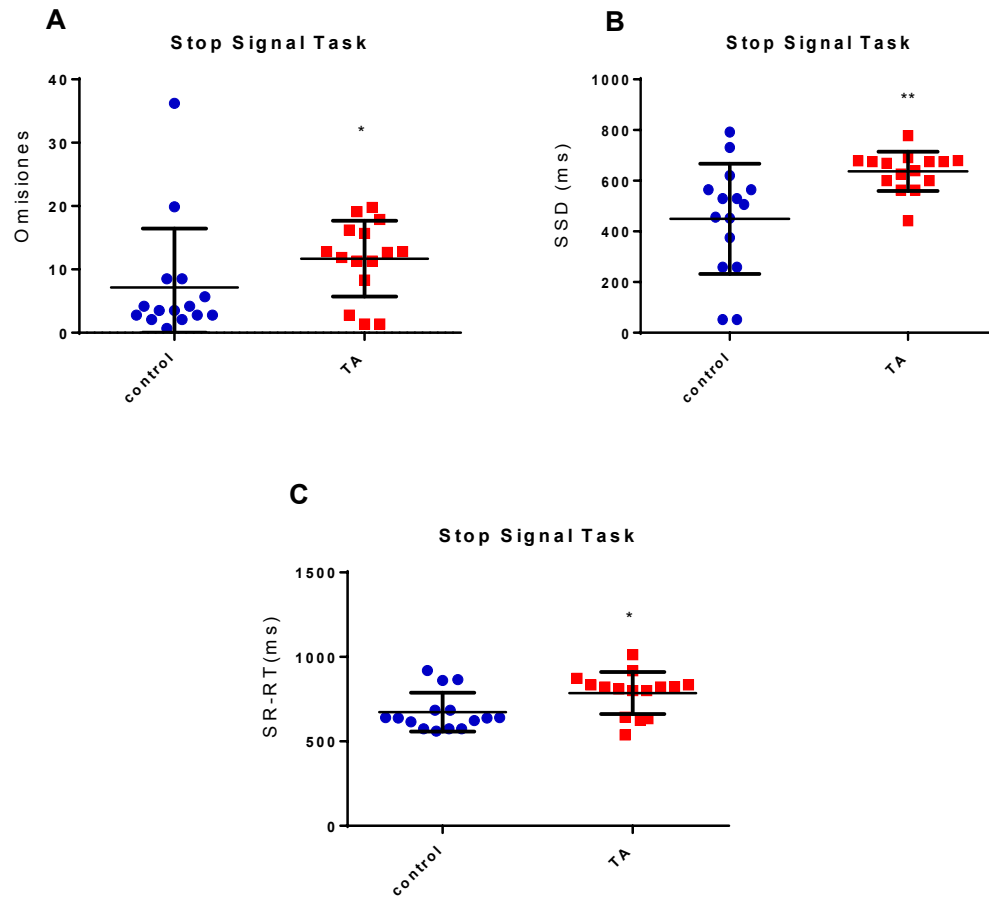 A
Stop Signal Task
40
30
20
10
0
Omisiones
*
control
TA
B
Stop Signal Task
1000
800
600
400
200
0
SSD (ms)
**
control
TA
C
Stop Signal Task
1500
1000
500
0
SR-RT(ms)
*
control
TA